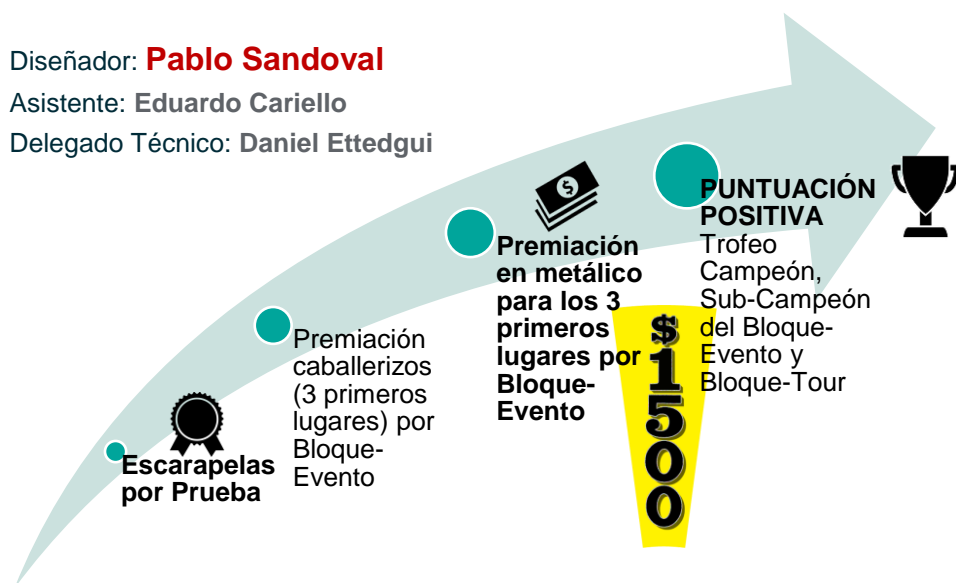 Diseñador: Pablo Sandoval
Asistente: Eduardo Cariello
Delegado Técnico: Daniel Ettedgui
Escarapelas
por Prueba
Premiación
caballerizos
(3 primeros
lugares) por
Bloque-
Evento
Premiación
en metálico
para los 3
primeros
lugares por
Bloque-
Evento
$1500
PUNTUACIÓN
POSITIVA
Trofeo
Campeón,
Sub-Campeón
del Bloque-
Evento y
Bloque-Tour